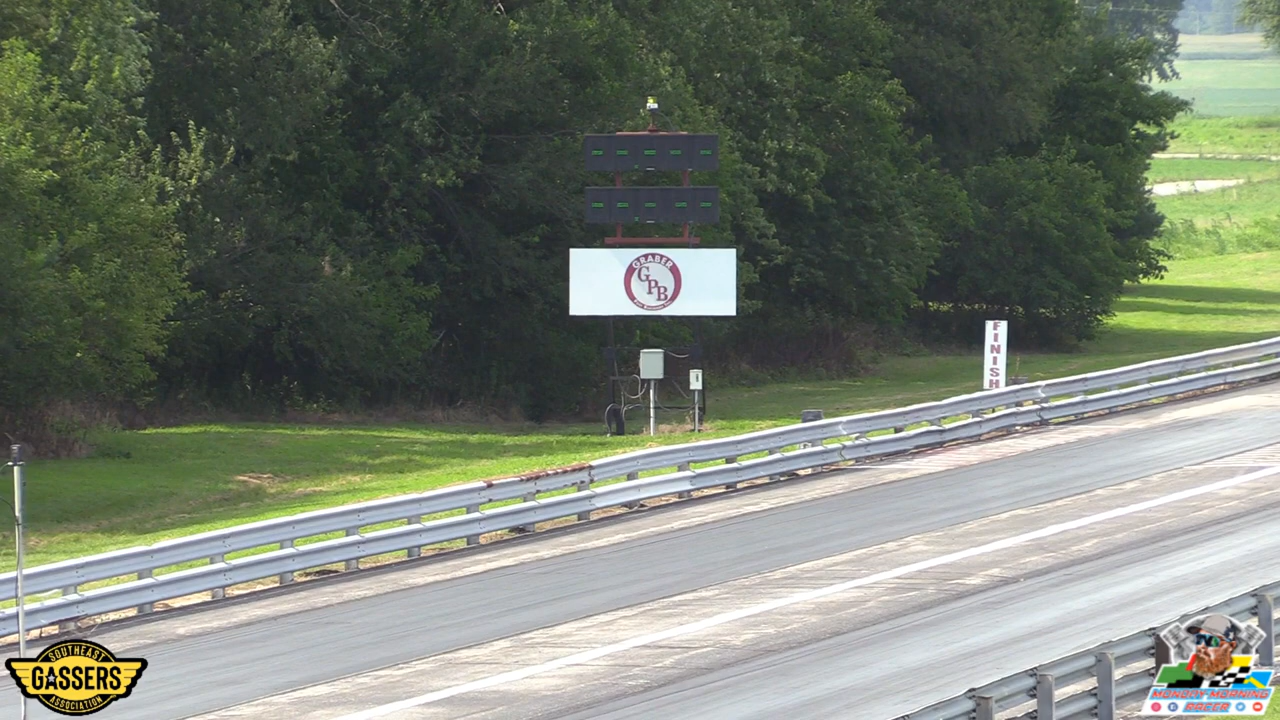 GRABER
GPB
FINISH
SOUTHEAST
GASSERS
ASSOCIATION
MONDAY MORNING
RACER